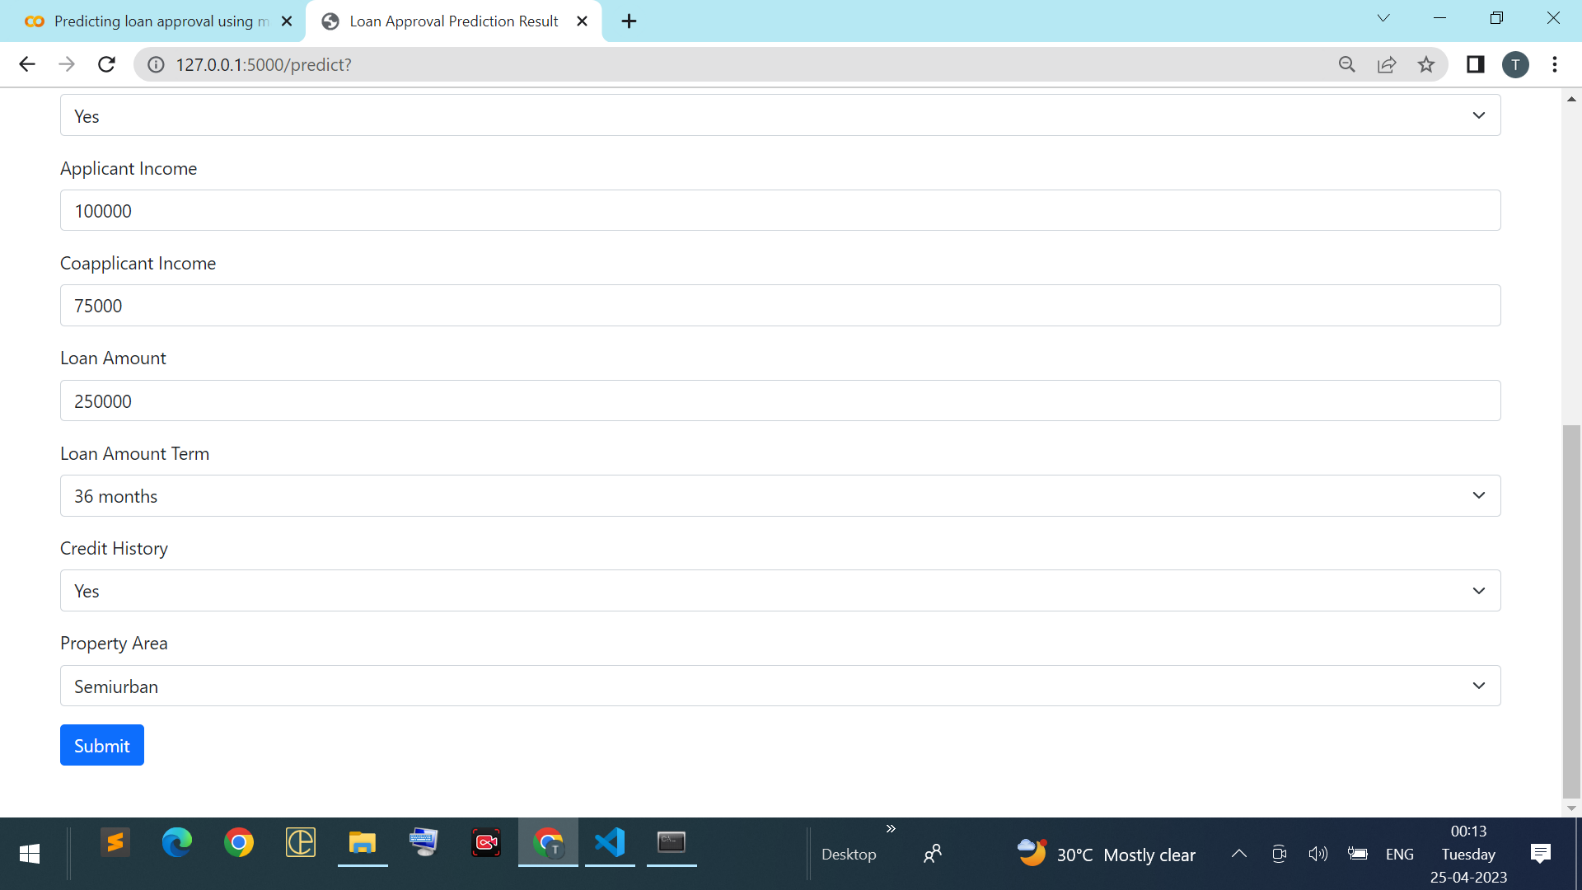 Predicting loan approval using m
Loan Approval Prediction Result
127.0.0.1:5000/predict?
T
Yes
Applicant Income
100000
Coapplicant Income
75000
Loan Amount
250000
Loan Amount Term
36 months
Credit History
Yes
Property Area
Semiurban
Submit
Desktop
30°C Mostly clear
ENG
00:13
Tuesday
25-04-2023